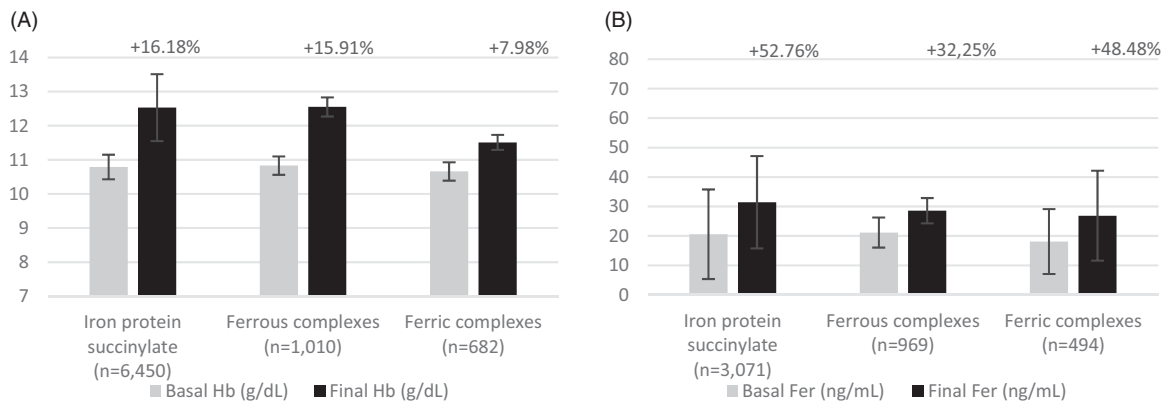 (A)
+16.18%
+15.91%
+7.98%
14
13
12
11
10
9
8
7
Iron protein
succinylate
(n=6,450)
Ferrous complexes
(n=1,010)
Ferric complexes
(n=682)
Basal Hb (g/dL)
Final Hb (g/dL)
(B)
+52.76%
+32,25%
+48.48%
80
70
60
50
40
30
20
10
0
Iron protein
succinylate
(n=3,071)
Ferrous complexes
(n=969)
Ferric complexes
(n=494)
Basal Fer (ng/mL)
Final Fer (ng/mL)